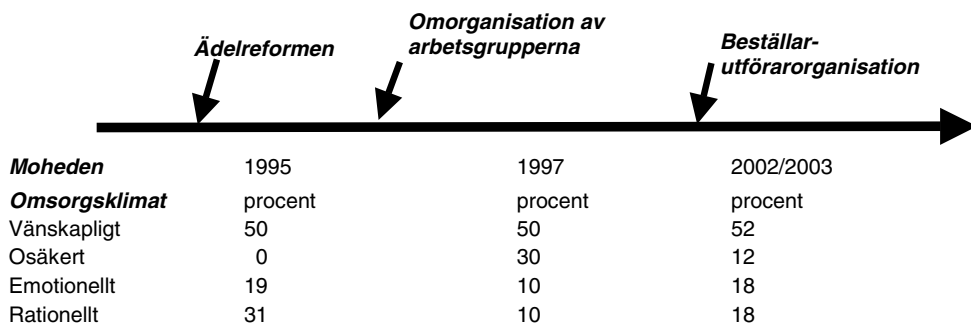 Ädelreformen
Omorganisation av
arbetsgrupperna
Beställar-
utförarorganisation
Moheden 1995 1997 2002/2003
Omsorgsklimat procent procent procent
Vänskapligt 50 50 52
Osäkert 0 30 12
Emotionellt 19 10 18
Rationellt 31 10 18